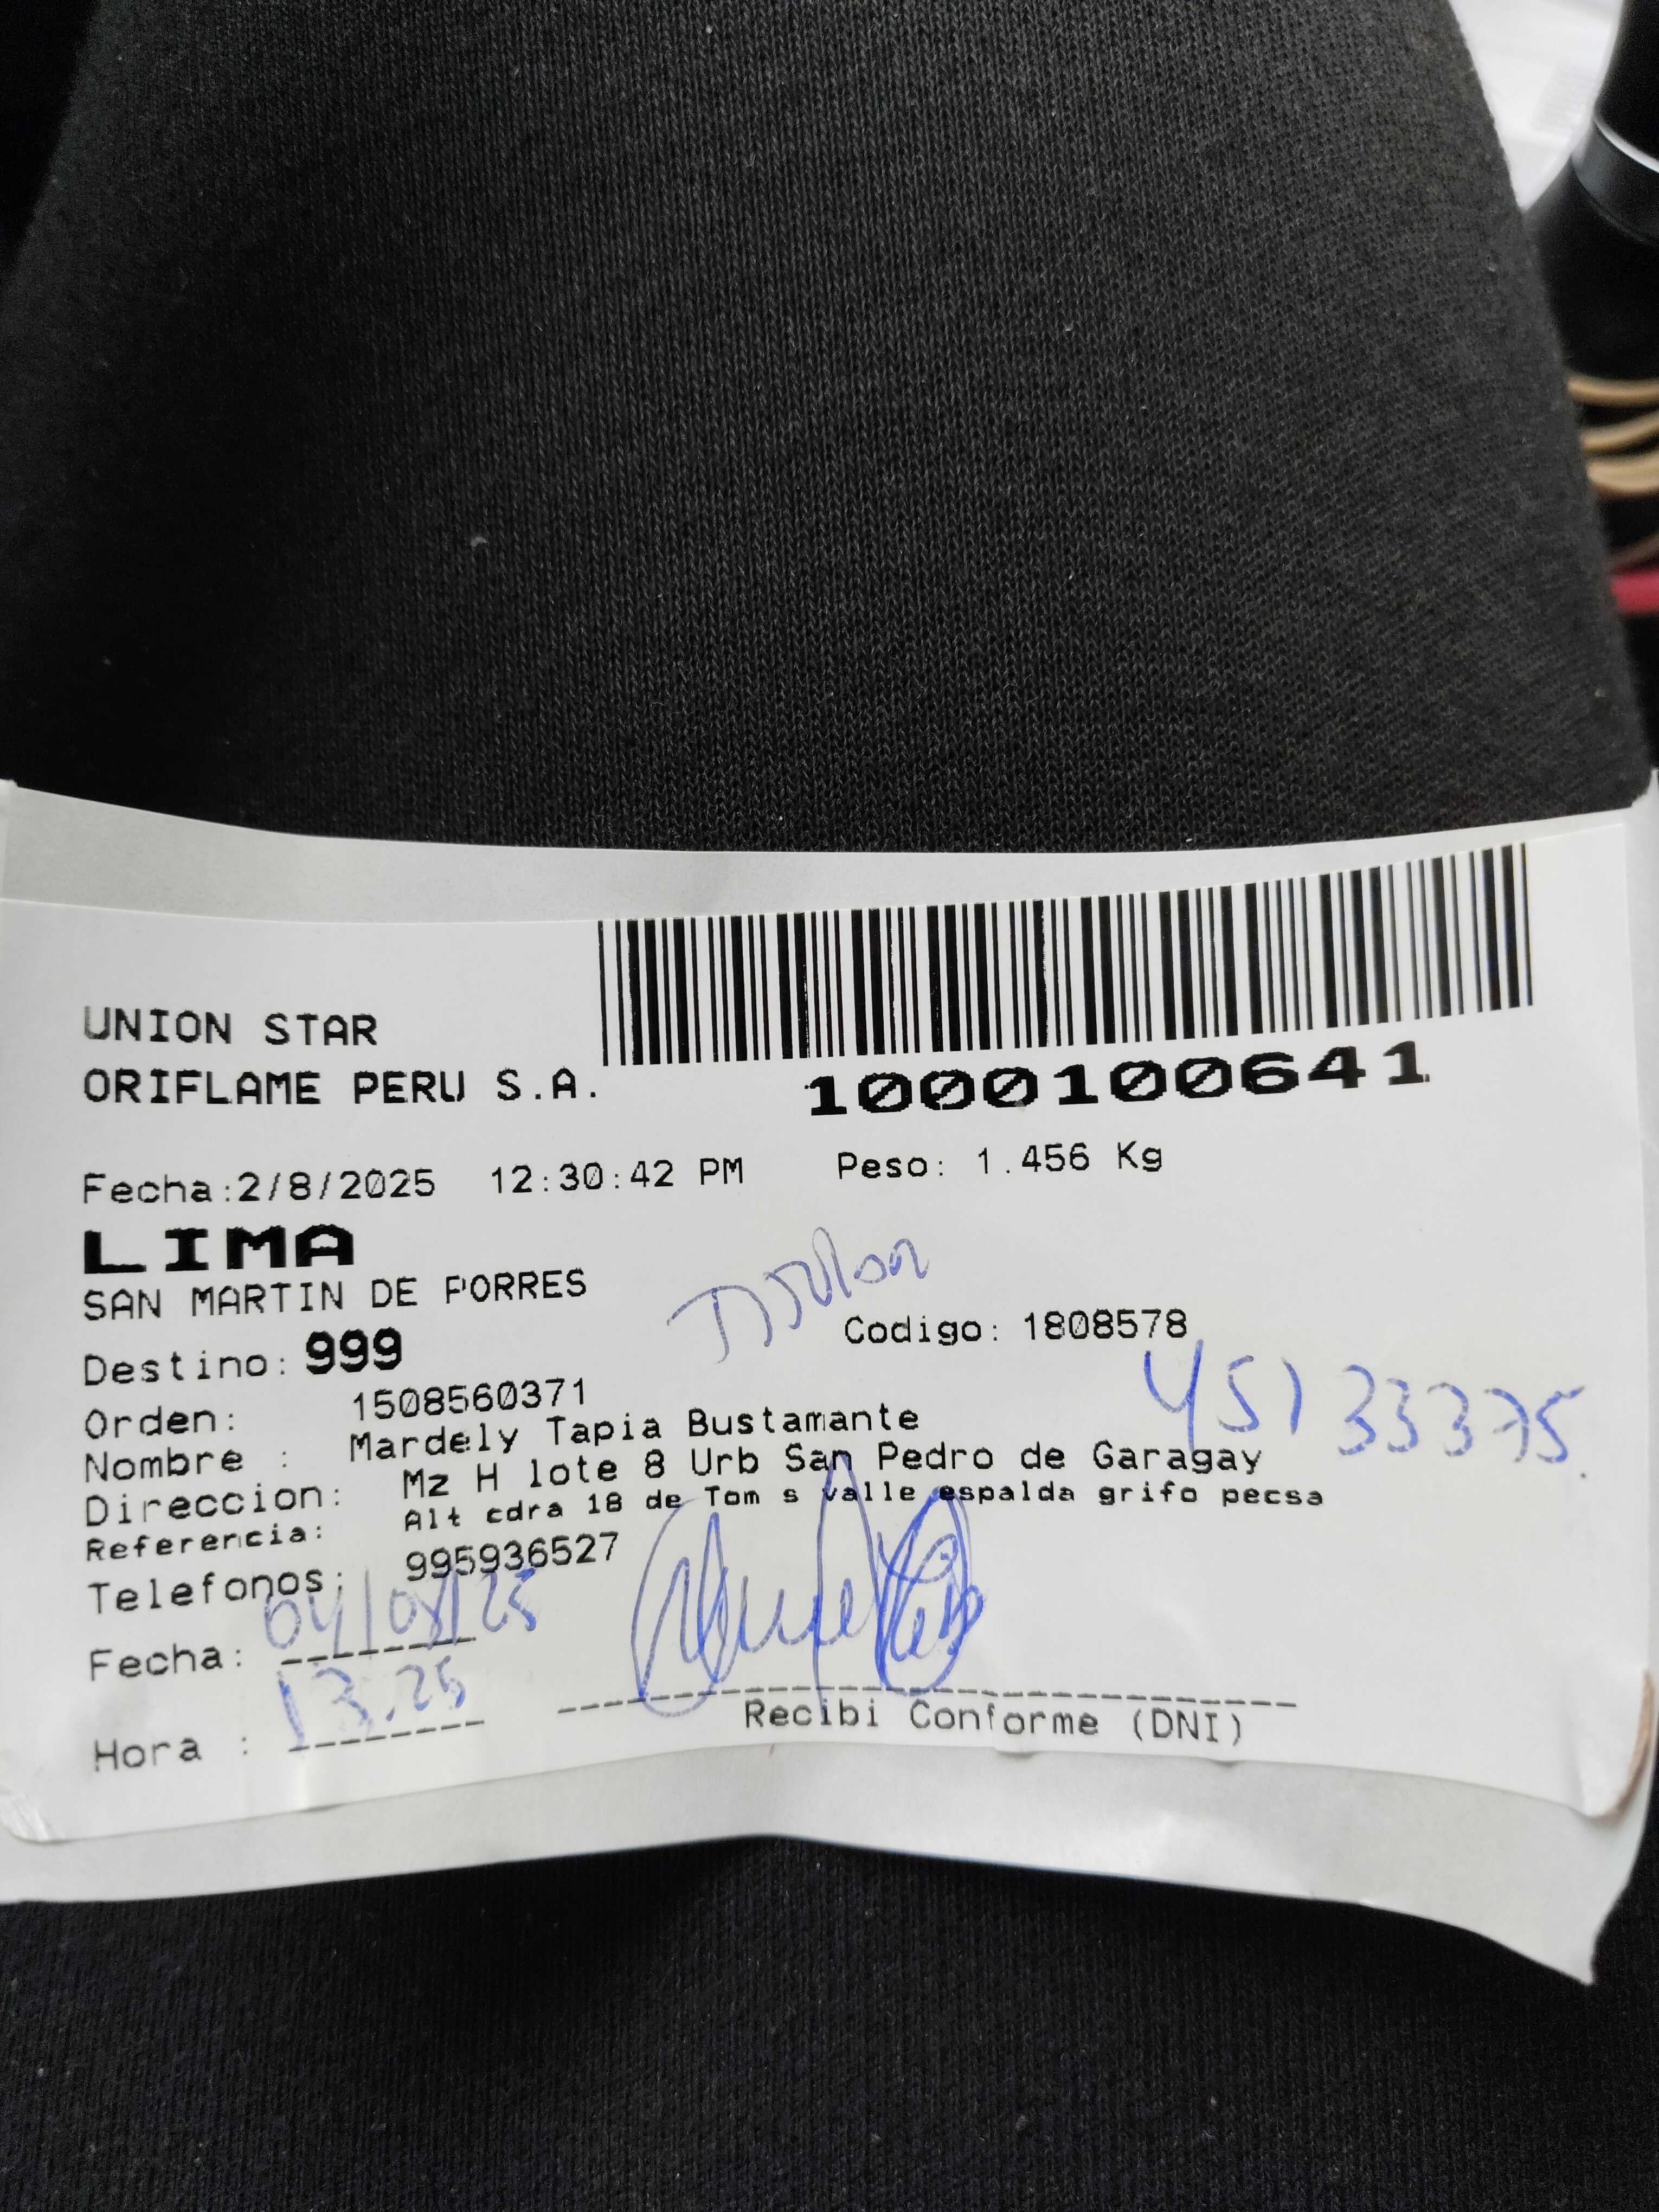 UNION STAR
ORIFLAME PERU S.A.
1000100641
Fecha:2/8/2025 12:30:42 PM Peso: 1.456 Kg
LIMA
SAN MARTIN DE PORRES
Destino: 999 Codigo: 1808578
45133375
Orden: 1508560371
Nombre : Mardely Tapia Bustamante
Direccion: Mz H lote 8 Urb San Pedro de Garagay
Referencia: Alt cdra 18 de Tom s valle espalda grifo pecsa
Telefonos: 995936527
Fecha: 04/08/25
Hora : 13.25
Recibi Conforme (DNI)